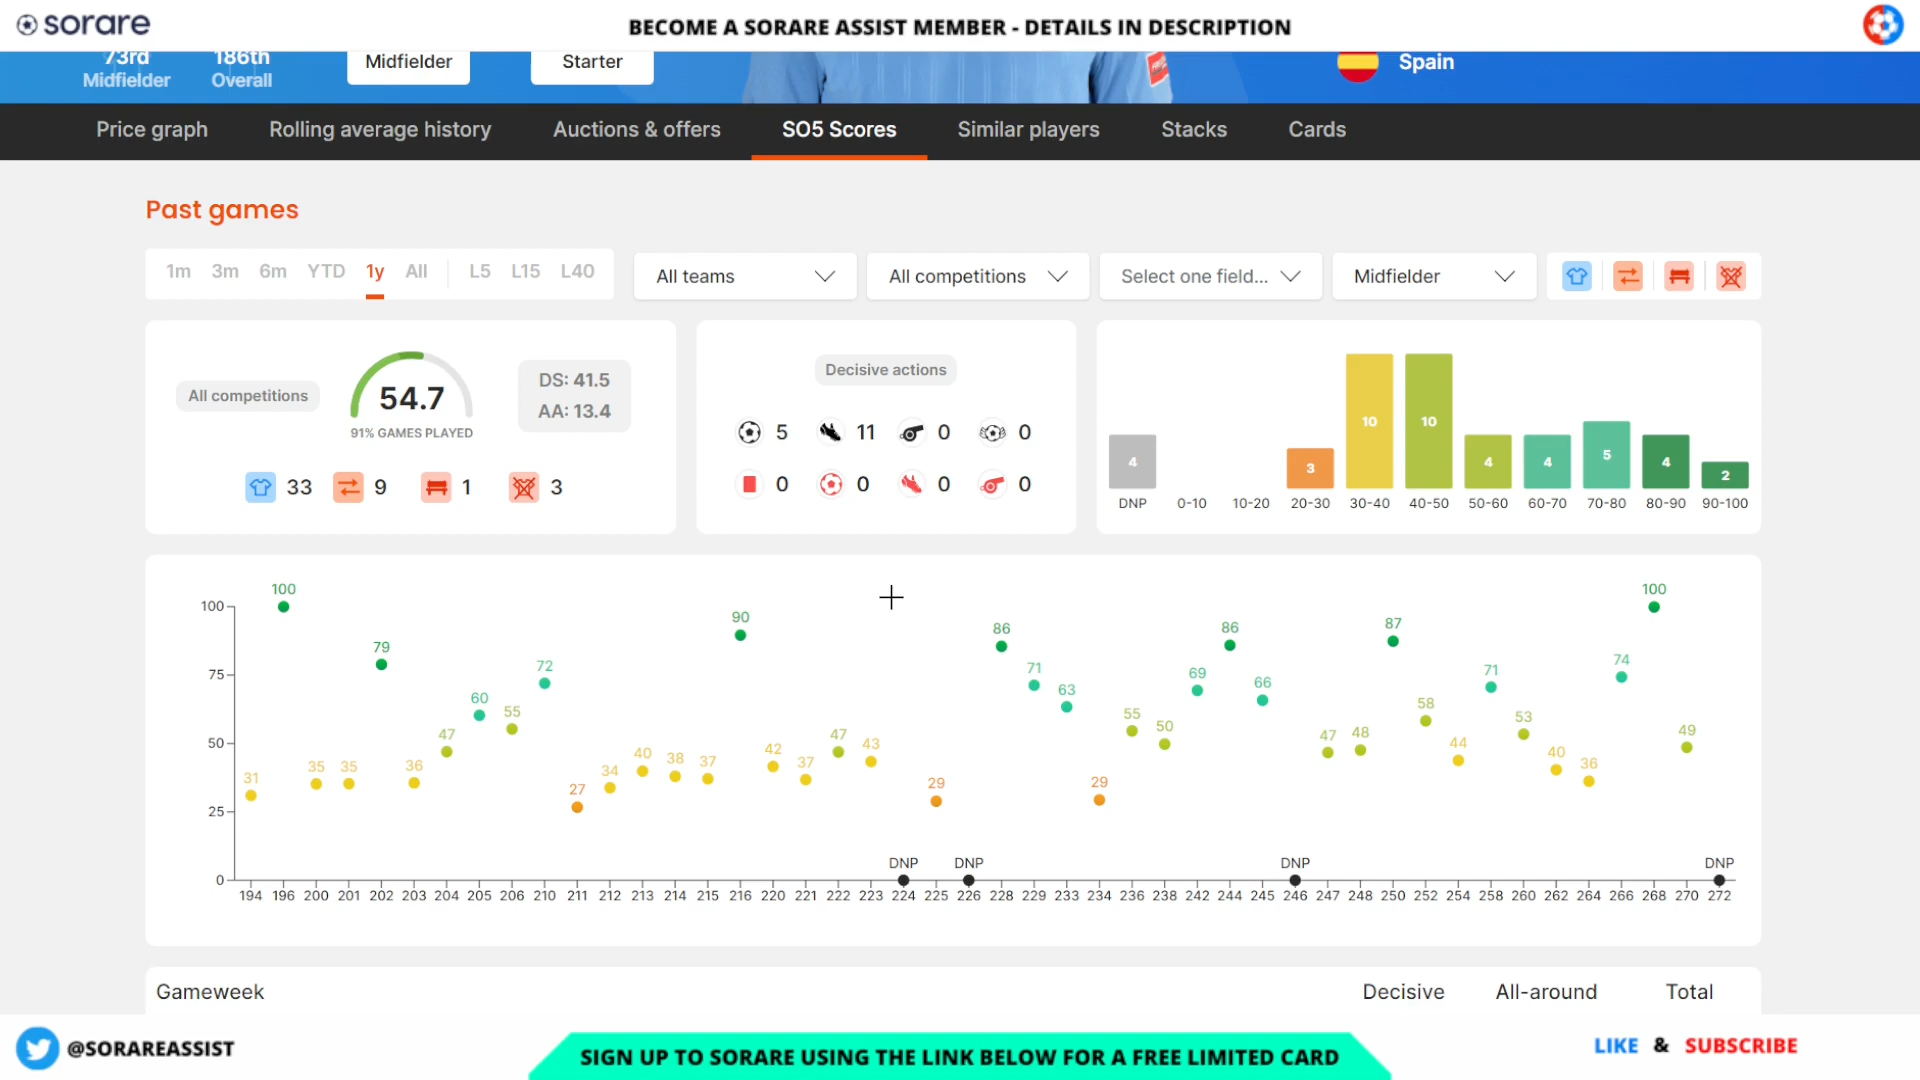 sorare
BECOME A SORARE ASSIST MEMBER - DETAILS IN DESCRIPTION
73rd 186th
Midfielder Overall
Midfielder
Starter
Spain
Price graph Rolling average history Auctions & offers SO5 Scores Similar players Stacks Cards
Past games
1m 3m 6m YTD 1y All L5 L15 L40
All teams
All competitions
Select one field...
Midfielder
All competitions
54.7
91% GAMES PLAYED
DS: 41.5
AA: 13.4
33 9 1 3
Decisive actions
5 11 0 0
0 0 0 0
4 3 10 10 4 4 5 4 2
DNP 0-10 10-20 20-30 30-40 40-50 50-60 60-70 70-80 80-90 90-100
100
75
50
25
0
31 100 35 35 79 36 47 60 55 72 27 34 40 38 37 90 42 37 47 43 DNP 29 DNP 86 71 63 29 55 50 69 86 66 DNP 47 48 87 58 44 71 53 40 36 74 100 49 DNP
194 196 200 201 202 203 204 205 206 210 211 212 213 214 215 216 220 221 222 223 224 225 226 228 229 233 234 236 238 242 244 245 246 247 248 250 252 254 258 260 262 264 266 268 270 272
Gameweek Decisive All-around Total
@SORAREASSIST
SIGN UP TO SORARE USING THE LINK BELOW FOR A FREE LIMITED CARD
LIKE & SUBSCRIBE